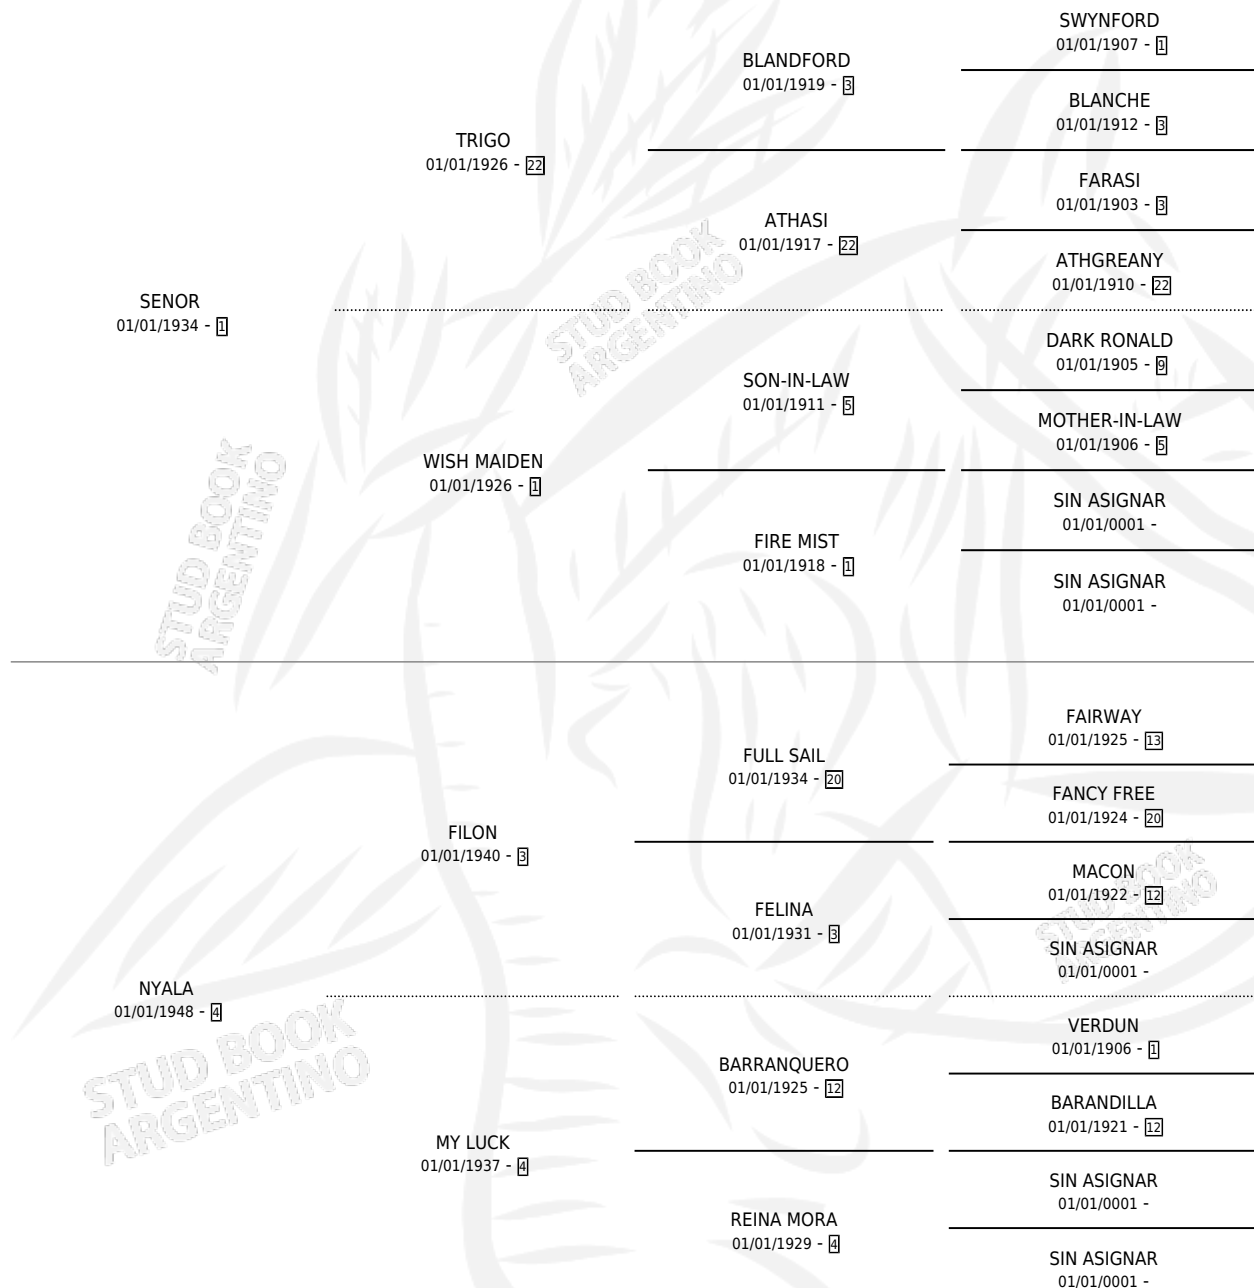 SENOR
01/01/1934 - 1
TRIGO
01/01/1926 - 22
BLANDFORD
01/01/1919 - 3
SWYNFORD
01/01/1907 - 1
BLANCHE
01/01/1912 - 3
ATHASI
01/01/1917 - 22
FARASI
01/01/1903 - 3
ATHGREANY
01/01/1910 - 22
WISH MAIDEN
01/01/1926 - 1
SON-IN-LAW
01/01/1911 - 5
DARK RONALD
01/01/1905 - 9
MOTHER-IN-LAW
01/01/1906 - 5
FIRE MIST
01/01/1918 - 1
SIN ASIGNAR
01/01/0001 -
SIN ASIGNAR
01/01/0001 -
NYALA
01/01/1948 - 4
FILON
01/01/1940 - 3
FULL SAIL
01/01/1934 - 20
FAIRWAY
01/01/1925 - 13
FANCY FREE
01/01/1924 - 20
FELINA
01/01/1931 - 3
MACON
01/01/1922 - 12
SIN ASIGNAR
01/01/0001 -
MY LUCK
01/01/1937 - 4
BARRANQUERO
01/01/1925 - 12
VERDUN
01/01/1906 - 1
BARANDILLA
01/01/1921 - 12
REINA MORA
01/01/1929 - 4
SIN ASIGNAR
01/01/0001 -
SIN ASIGNAR
01/01/0001 -
STUD BOOK
ARGENTINO
STUD BOOK
ARGENTINO
STUD BOOK
ARGENTINO
STUD BOOK
ARGENTINO